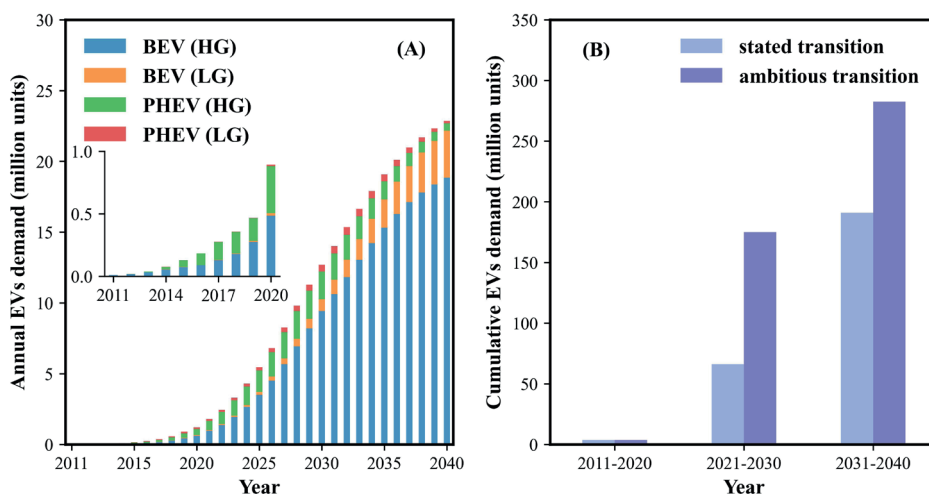 (A)
BEV (HG)
BEV (LG)
PHEV (HG)
PHEV (LG)
Annual EVs demand (million units)
30
25
20
15
10
5
0
1.0
0.5
0.0
2011 2014 2017 2020
2011 2015 2020 2025 2030 2035 2040
Year
(B)
stated transition
ambitious transition
Cumulative EVs demand (million units)
350
300
250
200
150
100
50
0
2011-2020 2021-2030 2031-2040
Year